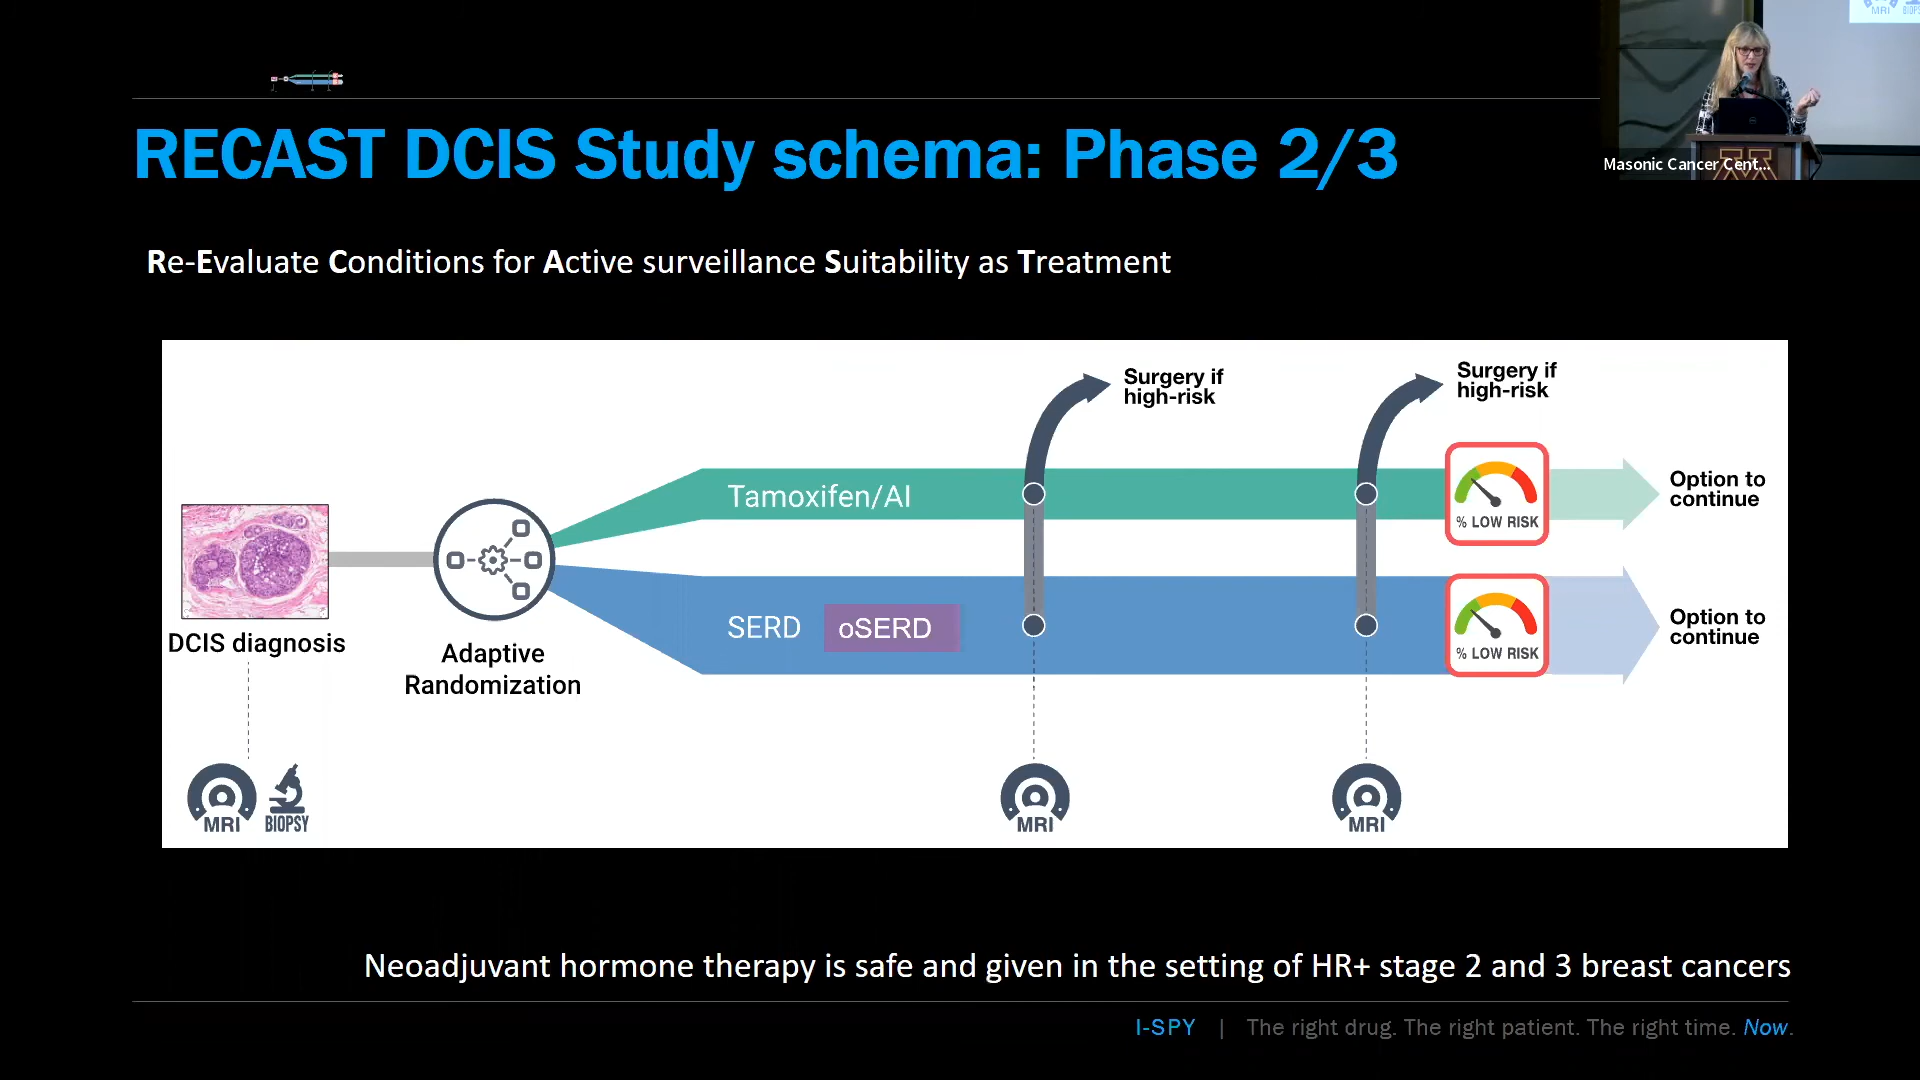 RECAST DCIS Study schema: Phase 2/3
MRI
BIOPSY
Masonic Cancer Cent...
Re-Evaluate Conditions for Active surveillance Suitability as Treatment
Surgery if
high-risk
Surgery if
high-risk
Tamoxifen/AI
% LOW RISK
Option to
continue
SERD
oSERD
% LOW RISK
Option to
continue
DCIS diagnosis
Adaptive
Randomization
MRI
BIOPSY
MRI
MRI
Neoadjuvant hormone therapy is safe and given in the setting of HR+ stage 2 and 3 breast cancers
I-SPY | The right drug. The right patient. The right time. Now.